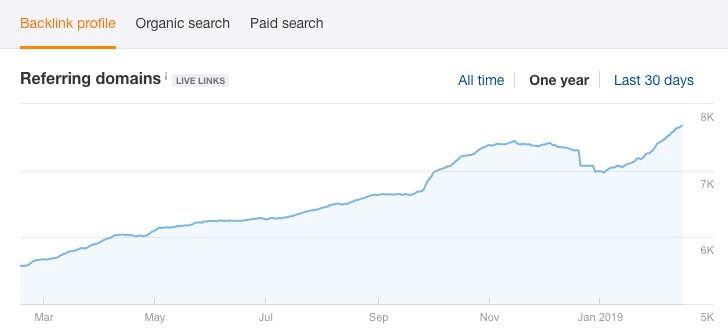 Backlink profile Organic search Paid search
Referring domains i LIVE LINKS All time One year Last 30 days
8K
7K
6K
Mar May Jul Sep Nov Jan 2019 5K